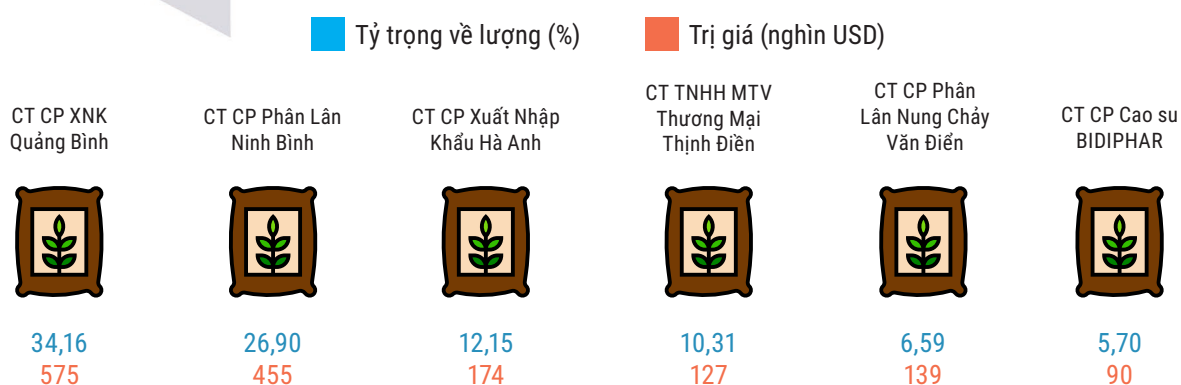 Tỷ trọng về lượng (%)
Trị giá (nghìn USD)
CT CP XNK
Quảng Bình
34,16
575
CT CP Phân Lân
Ninh Bình
26,90
455
CT CP Xuất Nhập
Khẩu Hà Anh
12,15
174
CT TNHH MTV
Thương Mại
Thịnh Điền
10,31
127
CT CP Phân
Lân Nung Chảy
Văn Điển
6,59
139
CT CP Cao su
BIDIPHAR
5,70
90